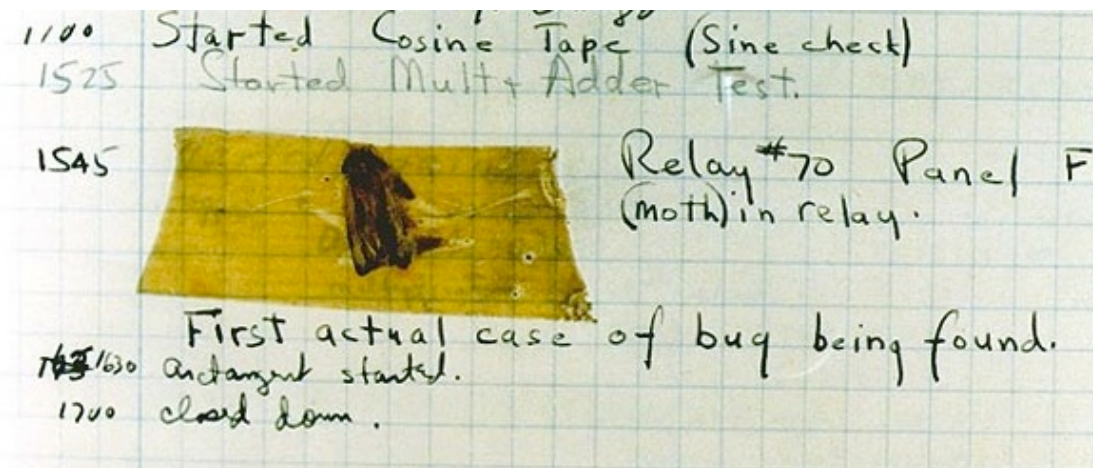 1100 Started Cosine Tape (Sine check)
1525 Started Mult+ Adder Test.
1545 Relay #70 Panel F
(moth) in relay.
First actual case of bug being found.
1630 arctangent started.
1700 closed down.